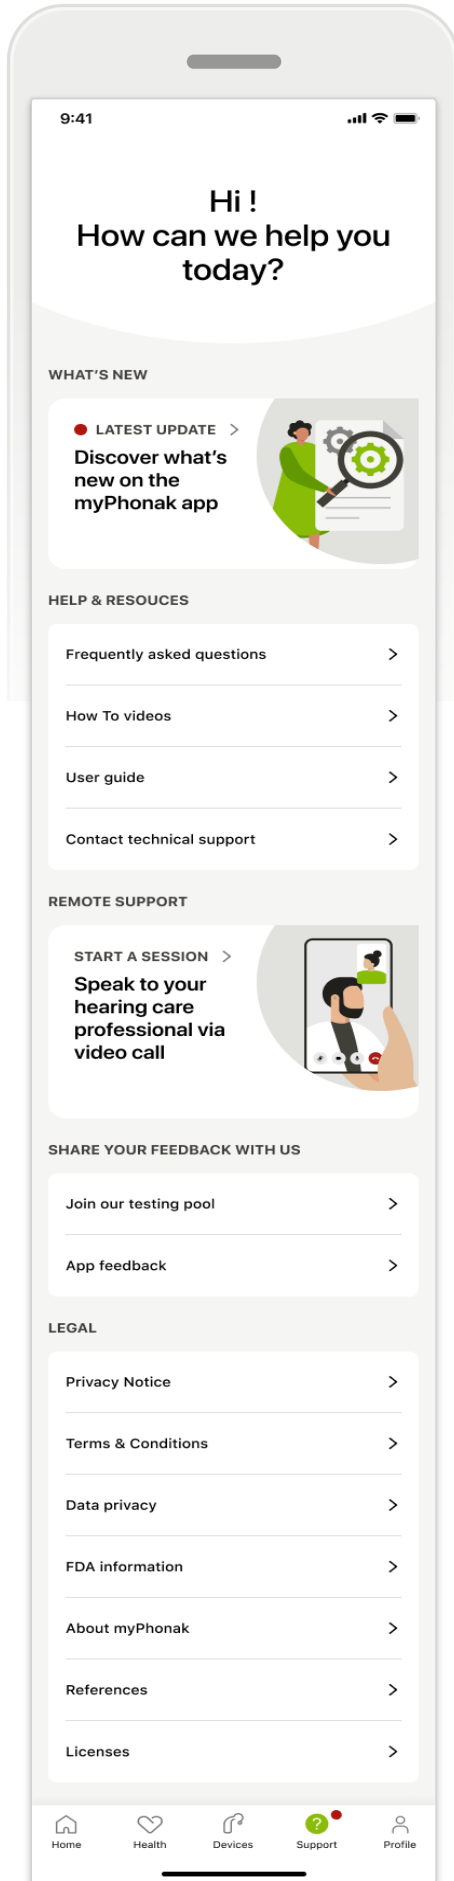 9:41
Hi !
How can we help you
today?
WHAT'S NEW
LATEST UPDATE
Discover what's
new on the
myPhonak app
HELP & RESOUCES
Frequently asked questions
How To videos
User guide
Contact technical support
REMOTE SUPPORT
START A SESSION
Speak to your
hearing care
professional via
video call
SHARE YOUR FEEDBACK WITH US
Join our testing pool
App feedback
LEGAL
Privacy Notice
Terms & Conditions
Data privacy
FDA information
About myPhonak
References
Licenses
Home Health Devices Support Profile